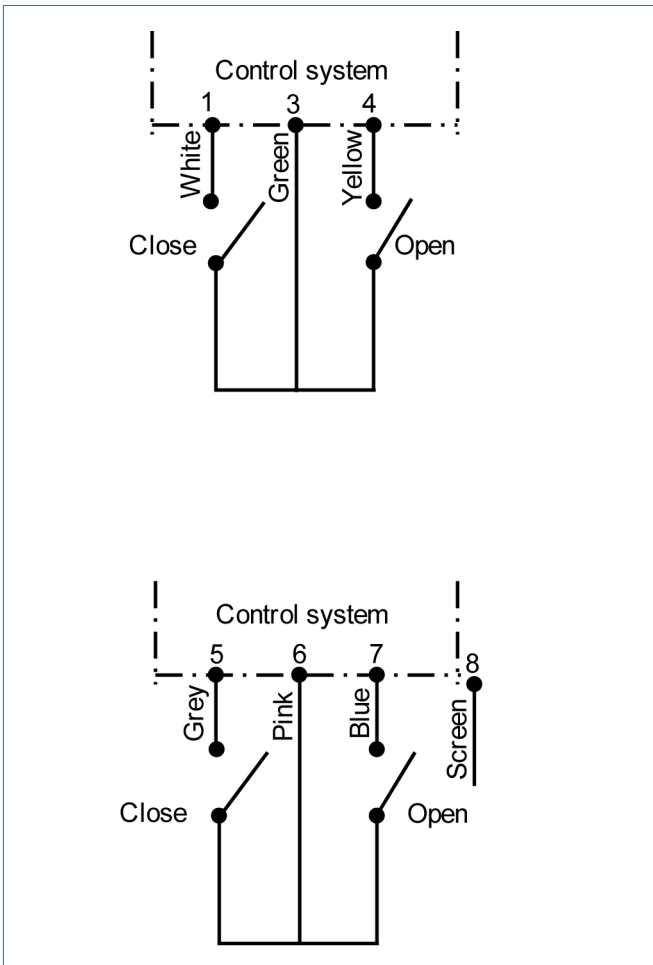 Control system
1 3 4
White Green Yellow
Close Open
Control system
5 6 7 8
Grey Pink Blue Screen
Close Open